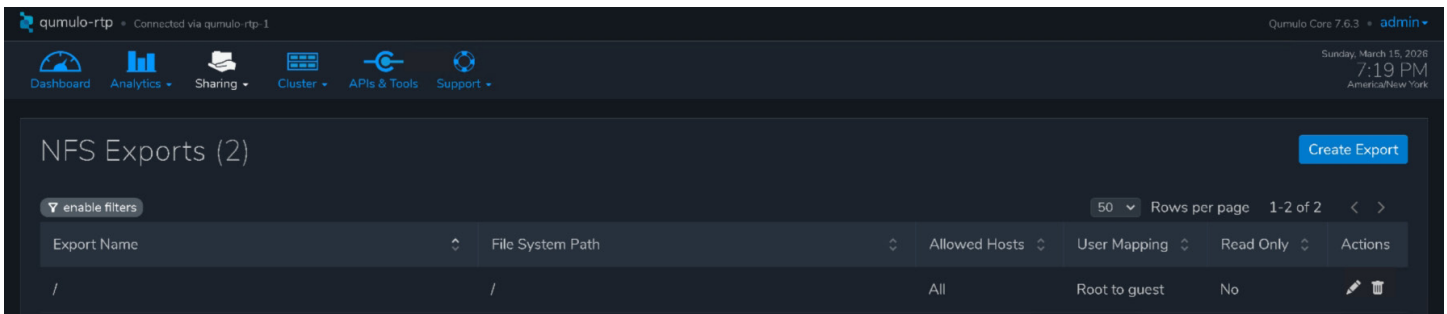 qumulo-rtp • Connected via qumulo-rtp-1
Qumulo Core 7.6.3 • admin
Sunday, March 15, 2026
7:19 PM
America/New York
Dashboard Analytics Sharing Cluster APIs & Tools Support
NFS Exports (2)
Create Export
enable filters
50 Rows per page 1-2 of 2
Export Name File System Path Allowed Hosts User Mapping Read Only Actions
/ / All Root to guest No